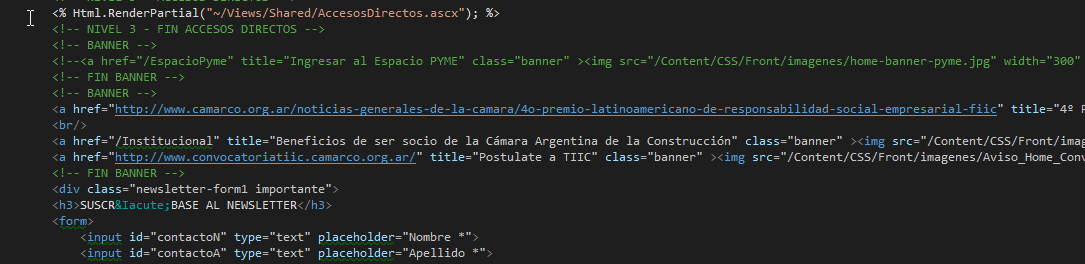 <% Html.RenderPartial("~/Views/Shared/AccesosDirectos.ascx"); %>
<!-- NIVEL 3 - FIN ACCESOS DIRECTOS -->
<!-- BANNER -->
<!--<a href="/EspacioPyme" title="Ingresar al Espacio PYME" class="banner" ><img src="/Content/CSS/Front/imagenes/home-banner-pyme.jpg" width="300"
<!-- FIN BANNER -->
<!-- BANNER -->
<a href="http://www.camarco.org.ar/noticias-generales-de-la-camara/4o-premio-latinoamericano-de-responsabilidad-social-empresarial-fiic" title="4º
<br/>
<a href="/Institucional" title="Beneficios de ser socio de la Cámara Argentina de la Construcción" class="banner" ><img src="/Content/CSS/Front/imag
<a href="http://www.convocatoriatiic.camarco.org.ar/" title="Postulate a TIIC" class="banner" ><img src="/Content/CSS/Front/imagenes/Aviso_Home_Conv
<!-- FIN BANNER -->
<div class="newsletter-form1 importante">
<h3>SUSCR&Iacute;BASE AL NEWSLETTER</h3>
<form>
<input id="contactoN" type="text" placeholder="Nombre *">
<input id="contactoA" type="text" placeholder="Apellido *">